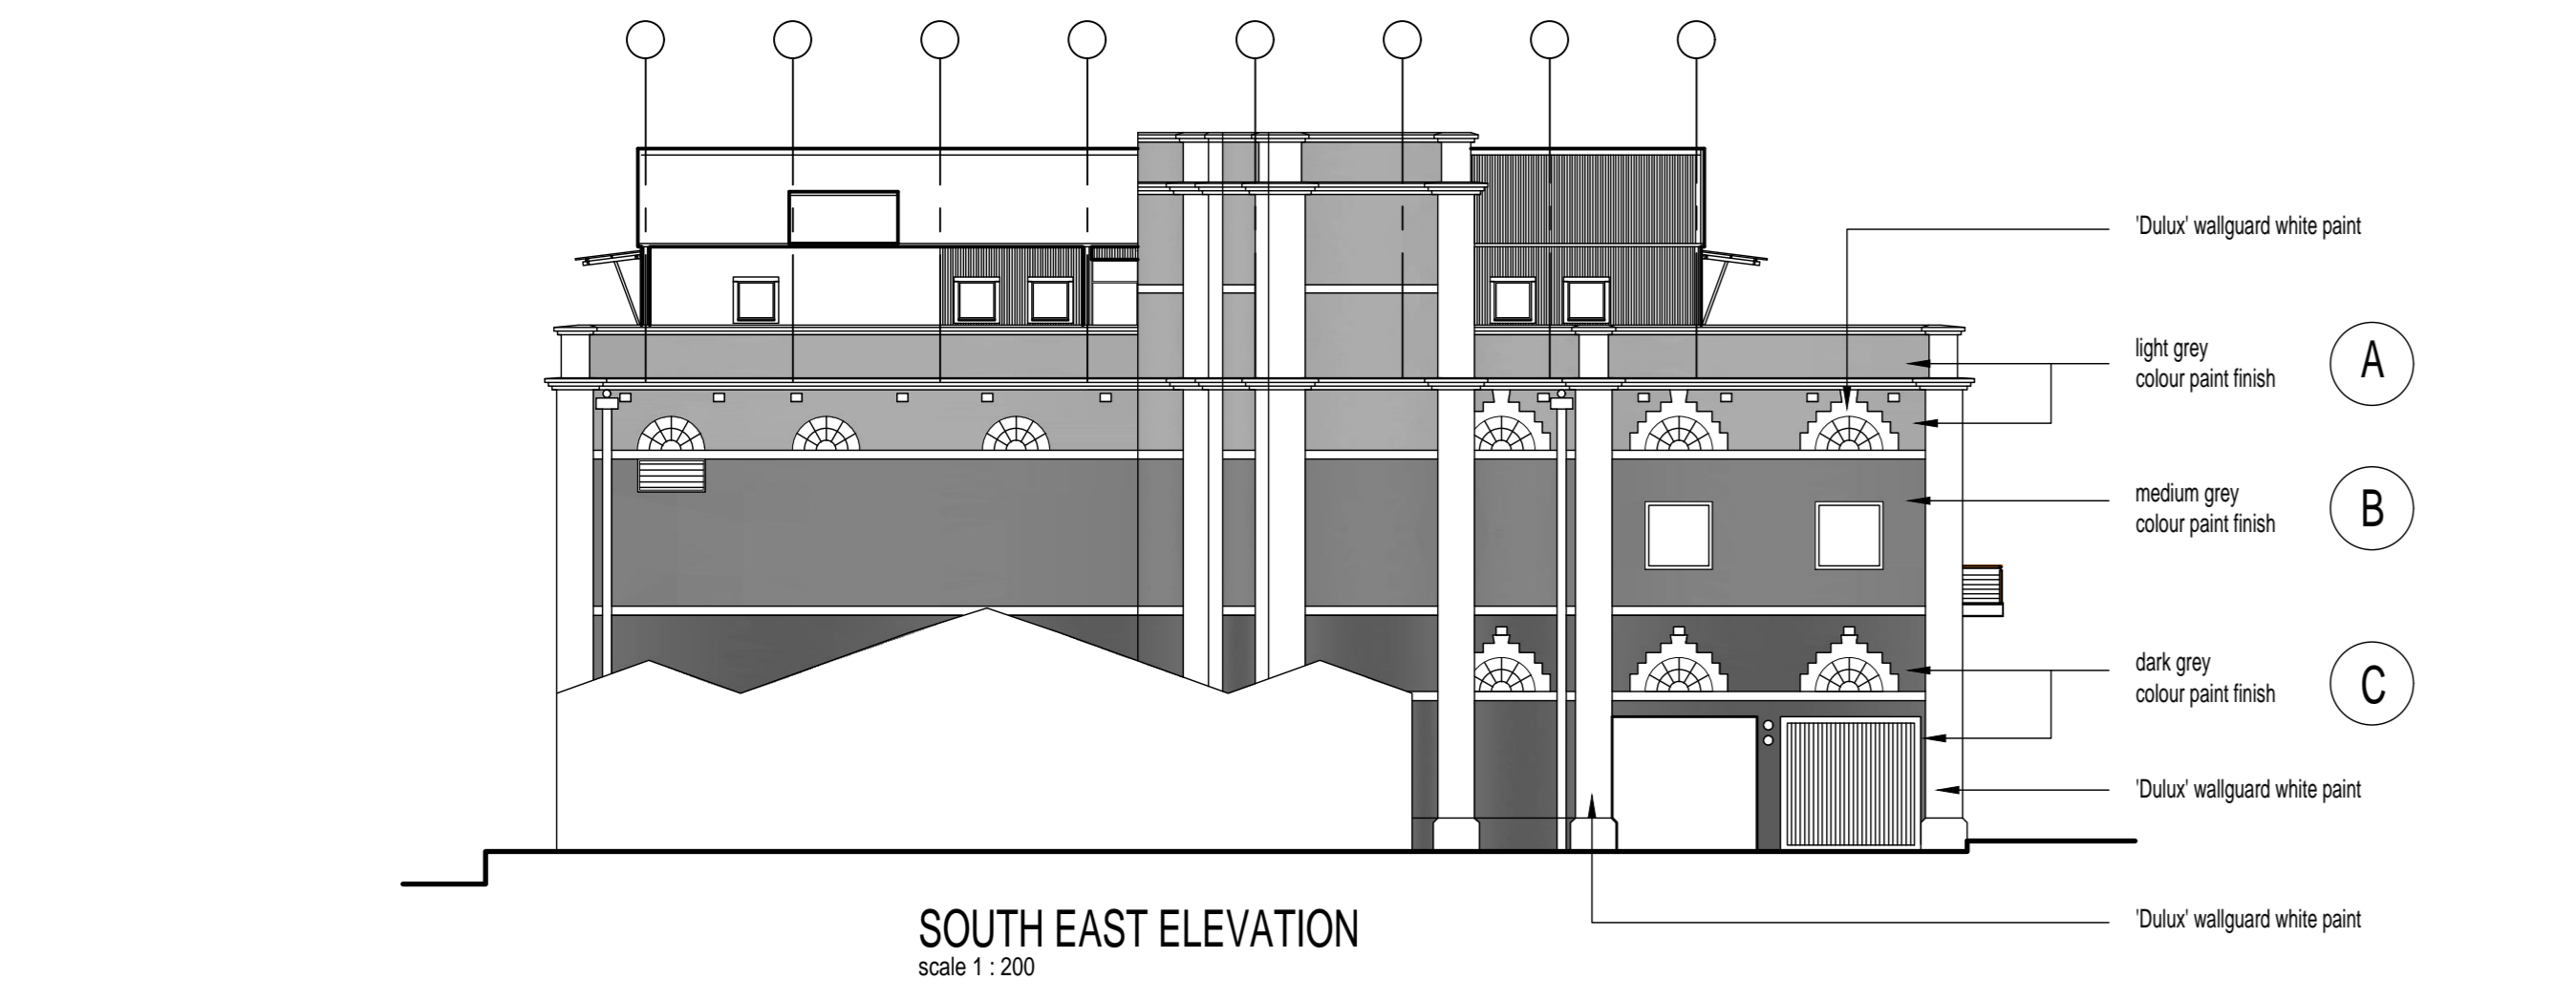 'Dulux' wallguard white paint
light grey
colour paint finish
A
medium grey
colour paint finish
B
dark grey
colour paint finish
C
'Dulux' wallguard white paint
'Dulux' wallguard white paint
SOUTH EAST ELEVATION
scale 1 : 200